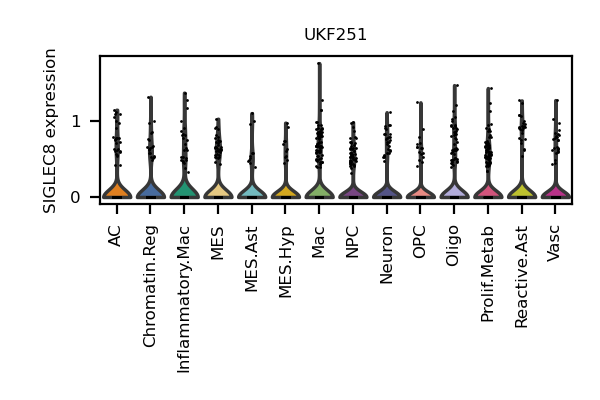 UKF251
SIGLEC8 expression
1
0
AC
Chromatin.Reg
Inflammatory.Mac
MES
MES.Ast
MES.Hyp
Mac
NPC
Neuron
OPC
Oligo
Prolif.Metab
Reactive.Ast
Vasc